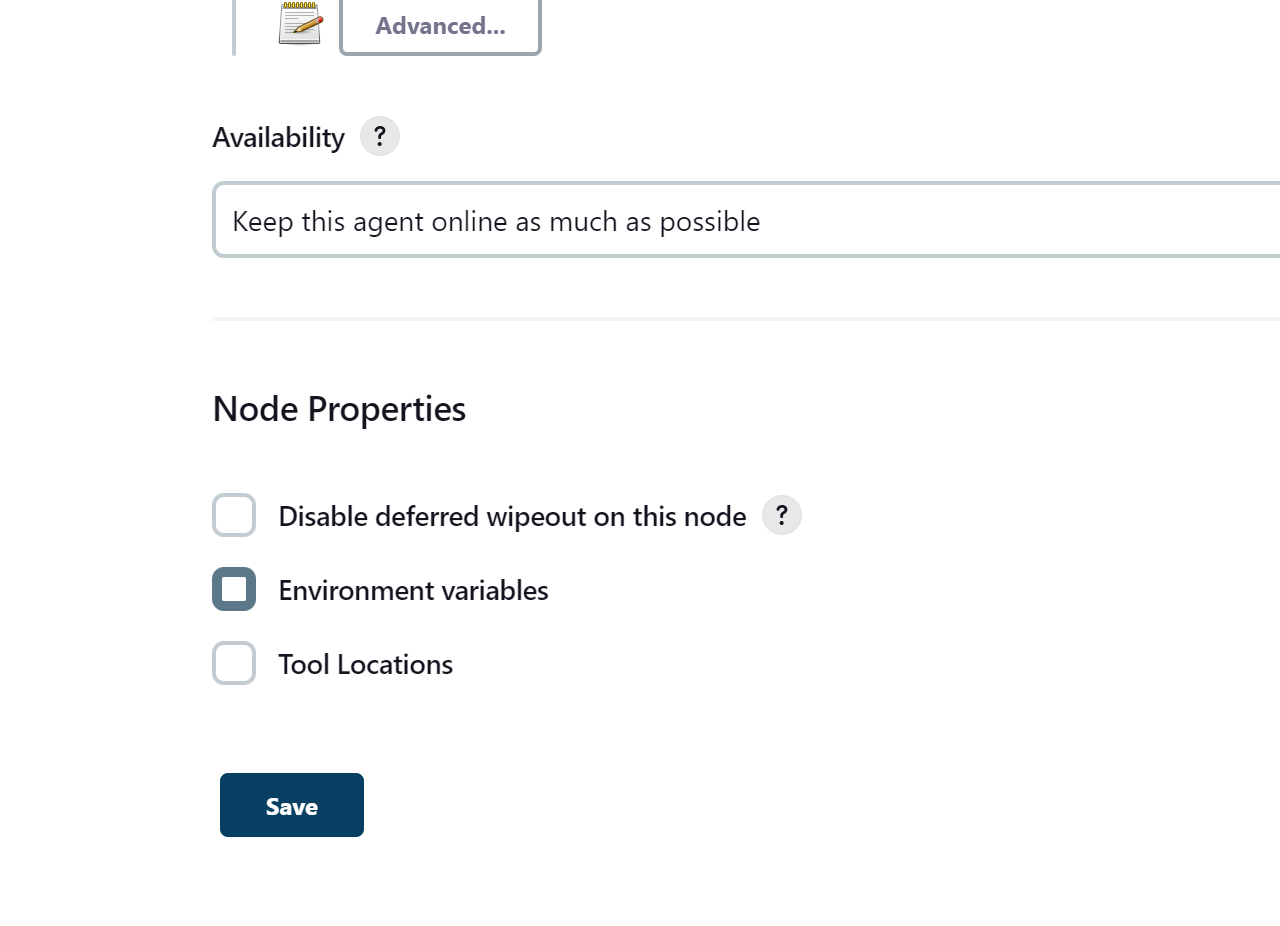 Advanced...
Availability ?
Keep this agent online as much as possible
Node Properties
Disable deferred wipeout on this node ?
Environment variables
Tool Locations
Save